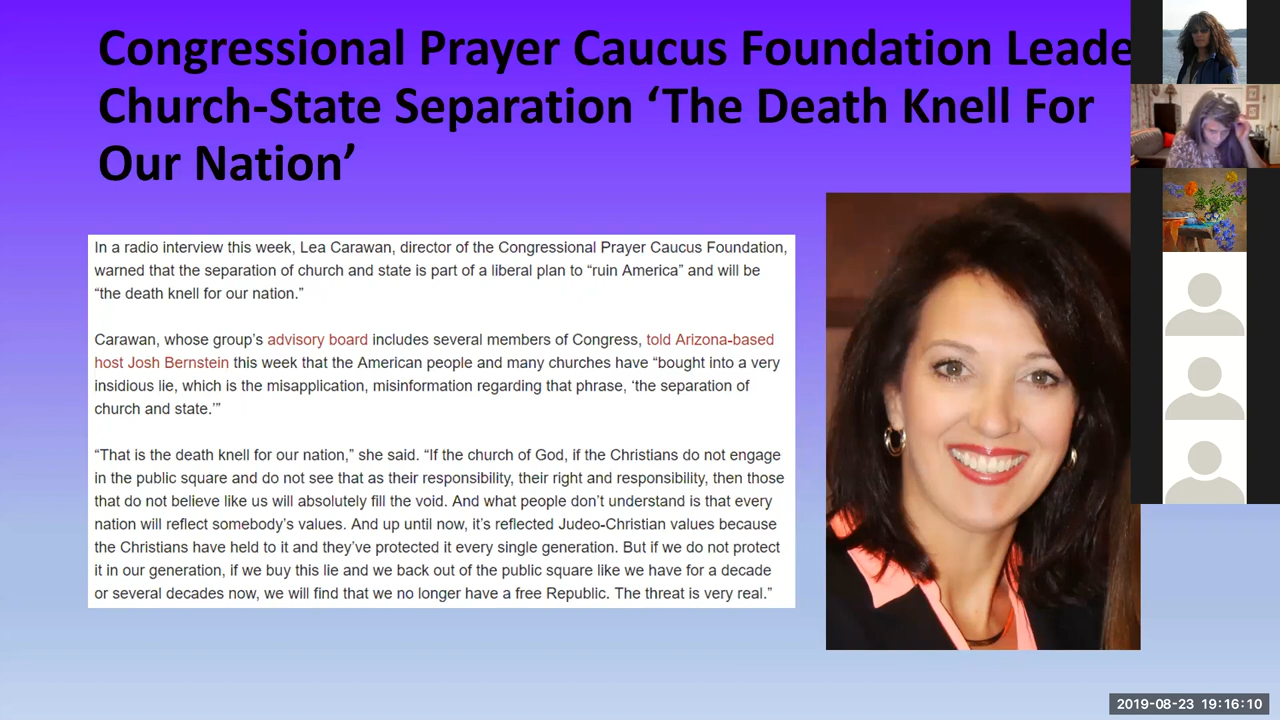 Congressional Prayer Caucus Foundation Leade
Church-State Separation ‘The Death Knell For
Our Nation’
In a radio interview this week, Lea Carawan, director of the Congressional Prayer Caucus Foundation,
warned that the separation of church and state is part of a liberal plan to “ruin America” and will be
“the death knell for our nation.”
Carawan, whose group’s advisory board includes several members of Congress, told Arizona-based
host Josh Bernstein this week that the American people and many churches have “bought into a very
insidious lie, which is the misapplication, misinformation regarding that phrase, ‘the separation of
church and state.’”
“That is the death knell for our nation,” she said. “If the church of God, if the Christians do not engage
in the public square and do not see that as their responsibility, their right and responsibility, then those
that do not believe like us will absolutely fill the void. And what people don’t understand is that every
nation will reflect somebody’s values. And up until now, it’s reflected Judeo-Christian values because
the Christians have held to it and they’ve protected it every single generation. But if we do not protect
it in our generation, if we buy this lie and we back out of the public square like we have for a decade
or several decades now, we will find that we no longer have a free Republic. The threat is very real.”
2019-08-23 19:16:10